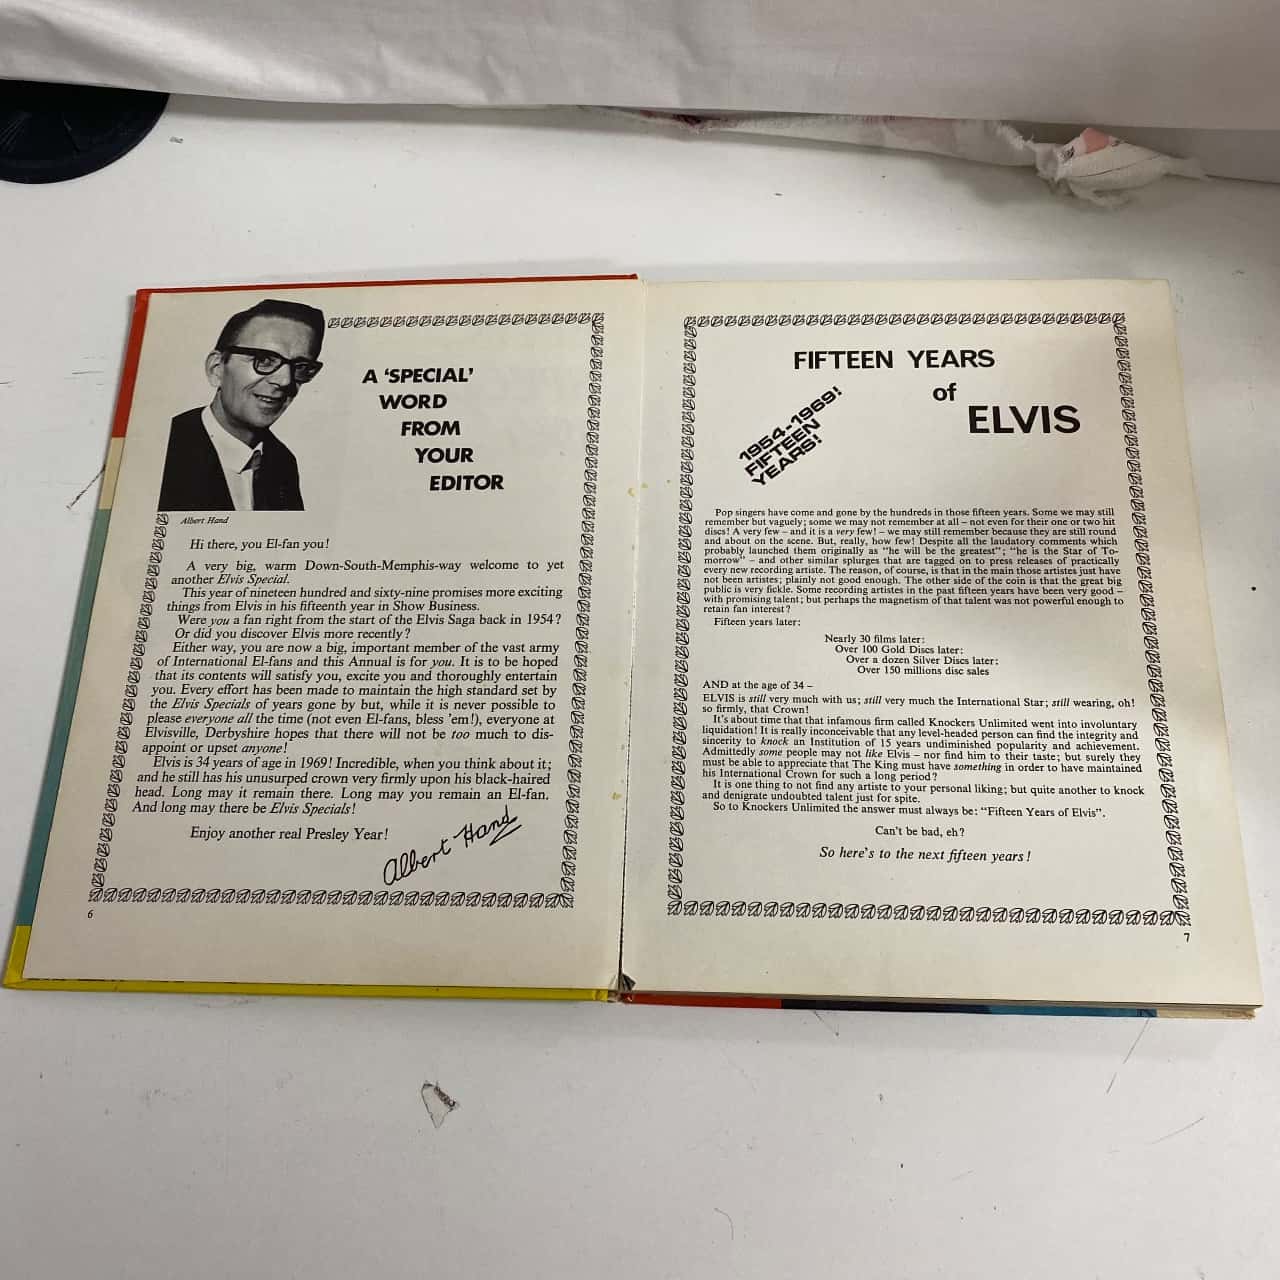 A ‘SPECIAL’
WORD
FROM
YOUR
EDITOR
Albert Hand
Hi there, you El-fan you!
A very big, warm Down-South-Memphis-way welcome to yet
another Elvis Special.
This year of nineteen hundred and sixty-nine promises more exciting
things from Elvis in his fifteenth year in Show Business.
Were you a fan right from the start of the Elvis Saga back in 1954?
Or did you discover Elvis more recently?
Either way, you are now a big, important member of the vast army
of International El-fans and this Annual is for you. It is to be hoped
that its contents will satisfy you, excite you and thoroughly entertain
you. Every effort has been made to maintain the high standard set by
the Elvis Specials of years gone by but, while it is never possible to
please everyone all the time (not even El-fans, bless ’em!), everyone at
Elvisville, Derbyshire hopes that there will not be too much to dis-
appoint or upset anyone!
Elvis is 34 years of age in 1969! Incredible, when you think about it;
and he still has his unusurped crown very firmly upon his black-haired
head. Long may it remain there. Long may you remain an El-fan.
And long may there be Elvis Specials!
Enjoy another real Presley Year!
Albert Hand
6
FIFTEEN YEARS
of
ELVIS
1954-1969!
FIFTEEN
YEARS!
Pop singers have come and gone by the hundreds in those fifteen years. Some we may still
remember but vaguely; some we may not remember at all – not even for their one or two hit
discs! A very few – and it is a very few! – we may still remember because they are still round
and about on the scene. But, really, how few! Despite all the laudatory comments which
probably launched them originally as “he will be the greatest”; “he is the Star of To-
morrow” – and other similar splurges that are tagged on to press releases of practically
every new recording artiste. The reason, of course, is that in the main those artistes just have
not been artistes; plainly not good enough. The other side of the coin is that the great big
public is very fickle. Some recording artistes in the past fifteen years have been very good –
with promising talent; but perhaps the magnetism of that talent was not powerful enough to
retain fan interest?
Fifteen years later:
Nearly 30 films later:
Over 100 Gold Discs later:
Over a dozen Silver Discs later:
Over 150 millions disc sales
AND at the age of 34 –
ELVIS is still very much with us; still very much the International Star; still wearing, oh!
so firmly, that Crown!
It’s about time that that infamous firm called Knockers Unlimited went into involuntary
liquidation! It is really inconceivable that any level-headed person can find the integrity and
sincerity to knock an Institution of 15 years undiminished popularity and achievement.
Admittedly some people may not like Elvis – nor find him to their taste; but surely they
must be able to appreciate that The King must have something in order to have maintained
his International Crown for such a long period?
It is one thing to not find any artiste to your personal liking; but quite another to knock
and denigrate undoubted talent just for spite.
So to Knockers Unlimited the answer must always be: “Fifteen Years of Elvis”.
Can’t be bad, eh?
So here’s to the next fifteen years!
7